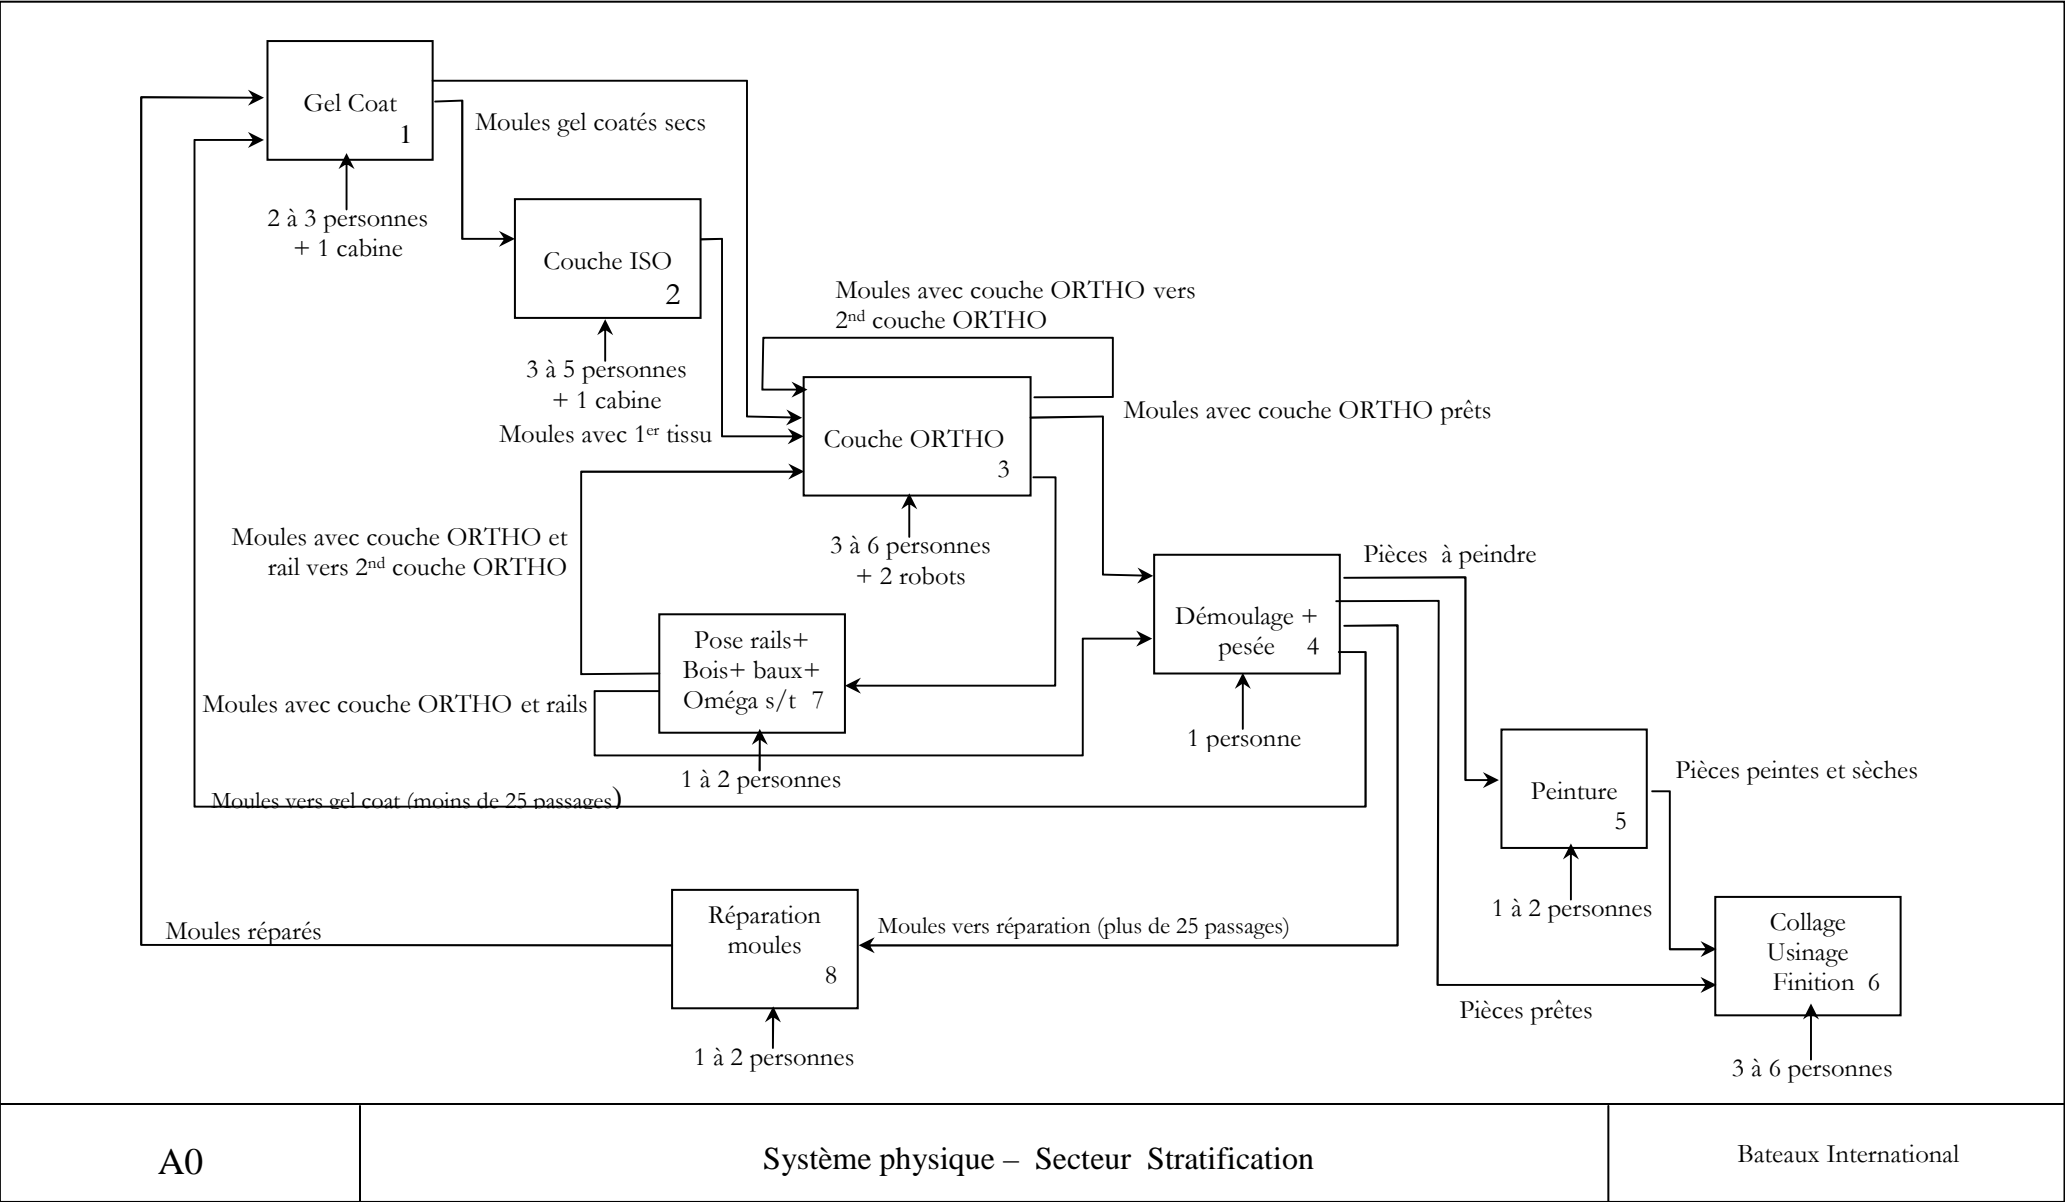 Gel Coat
1
Moules gel coatés secs
2 à 3 personnes
+ 1 cabine
Couche ISO
2
3 à 5 personnes
+ 1 cabine
Moules avec 1er tissu
Moules avec couche ORTHO vers
2nd couche ORTHO
Couche ORTHO
3
Moules avec couche ORTHO prêts
3 à 6 personnes
+ 2 robots
Moules avec couche ORTHO et
rail vers 2nd couche ORTHO
Pose rails+
Bois+ baux+
Oméga s/t 7
Moules avec couche ORTHO et rails
1 à 2 personnes
Démoulage +
pesée 4
1 personne
Pièces à peindre
Peinture
5
Pièces peintes et sèches
1 à 2 personnes
Moules vers gel coat (moins de 25 passages)
Réparation
moules
8
Moules réparés
Moules vers réparation (plus de 25 passages)
1 à 2 personnes
Collage
Usinage
Finition 6
Pièces prêtes
3 à 6 personnes
A0
Système physique – Secteur Stratification
Bateaux International